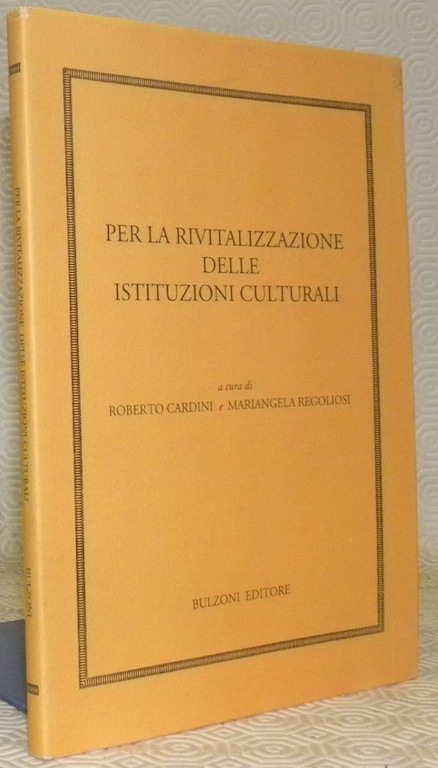 PER LA RIVITALIZZAZIONE
DELLE
ISTITUZIONI CULTURALI
a cura di
ROBERTO CARDINI e MARIANGELA REGOLIOSI
BULZONI EDITORE
PER LA RIVITALIZZAZIONE DELLE ISTITUZIONI CULTURALI
BULZONI